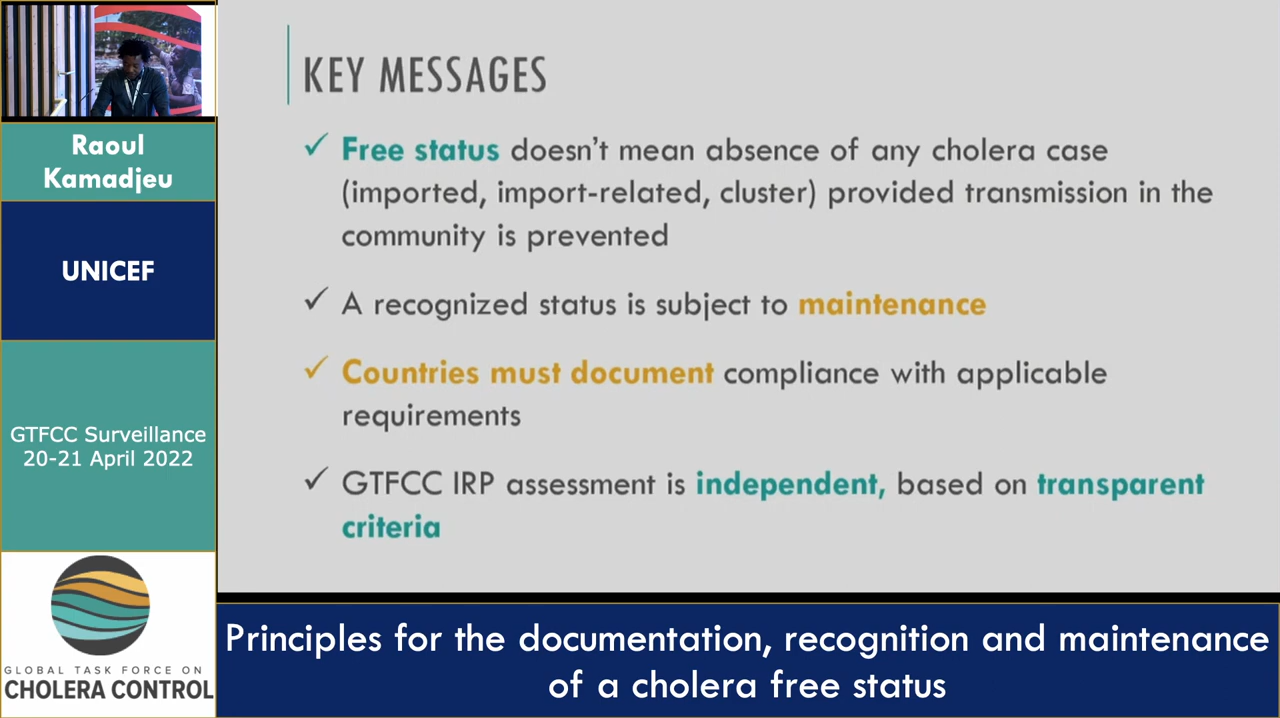 Raoul
Kamadjeu
UNICEF
GTFCC Surveillance
20-21 April 2022
GLOBAL TASK FORCE ON
CHOLERA CONTROL
KEY MESSAGES
✓ Free status doesn't mean absence of any cholera case
(imported, import-related, cluster) provided transmission in the
community is prevented
✓ A recognized status is subject to maintenance
✓ Countries must document compliance with applicable
requirements
✓ GTFCC IRP assessment is independent, based on transparent
criteria
Principles for the documentation, recognition and maintenance
of a cholera free status